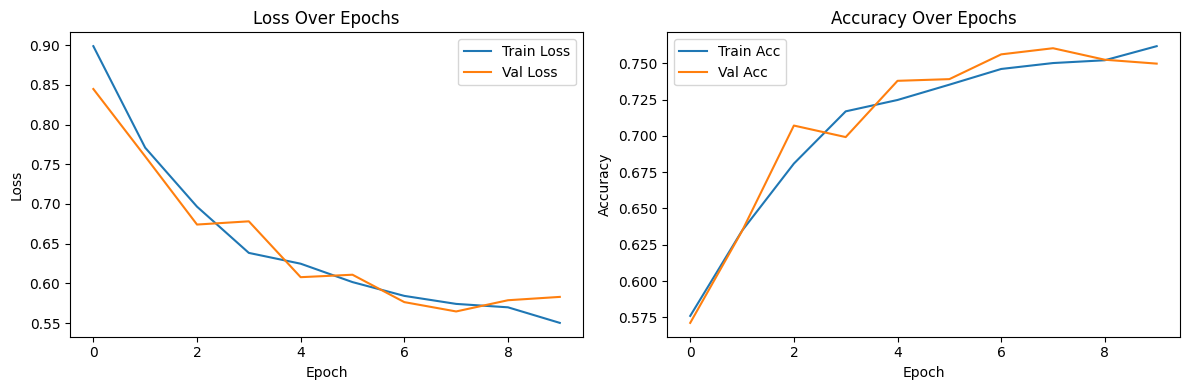 Loss Over Epochs
0.90
0.85
0.80
0.75
0.70
0.65
0.60
0.55
Loss
Train Loss
Val Loss
0 2 4 6 8
Epoch
Accuracy Over Epochs
0.750
0.725
0.700
0.675
0.650
0.625
0.600
0.575
Accuracy
Train Acc
Val Acc
0 2 4 6 8
Epoch